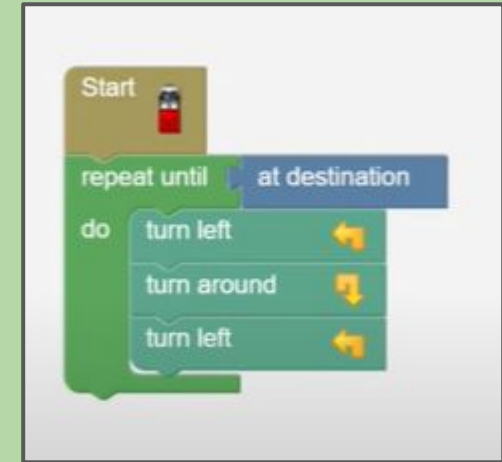 Start
repeat until at destination
do turn left
turn around
turn left